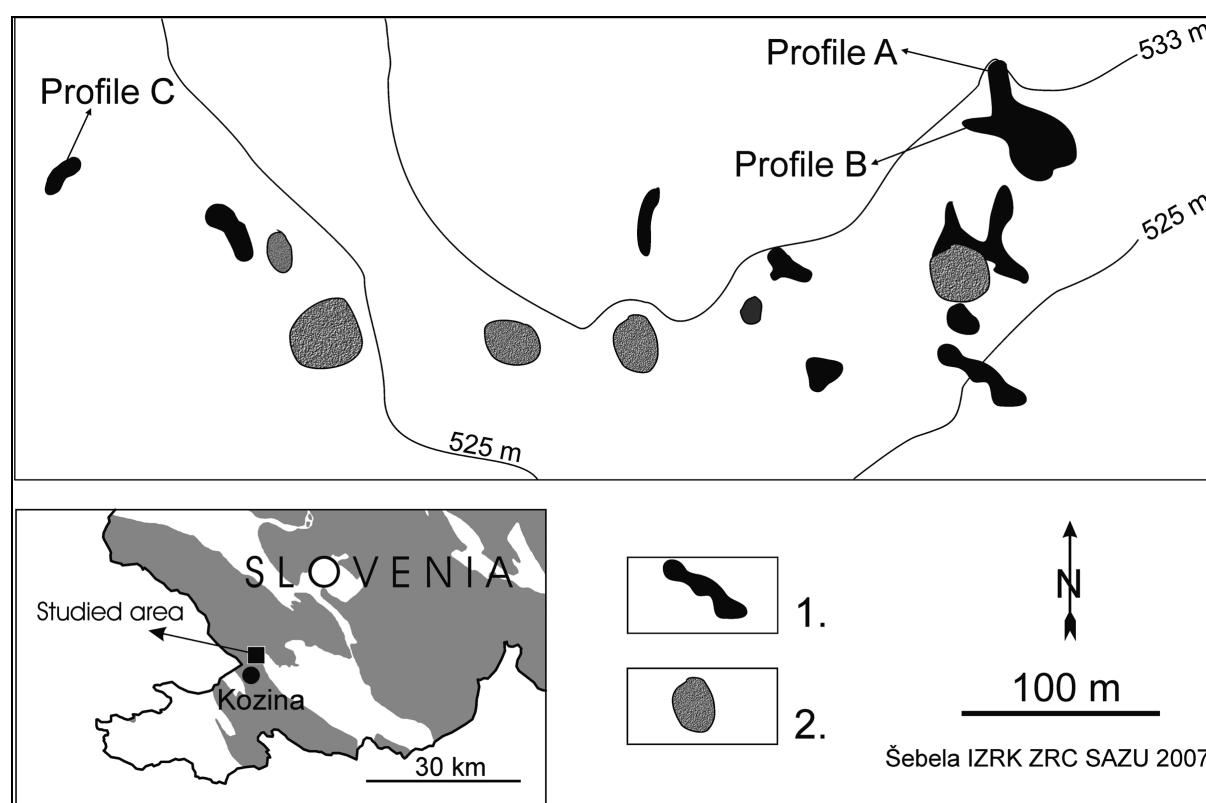 Profile A
533 m
Profile C
Profile B
525 m
525 m
SLOVENIA
Studied area
Kozina
30 km
1.
2.
N
100 m
Šebela IZRK ZRC SAZU 2007